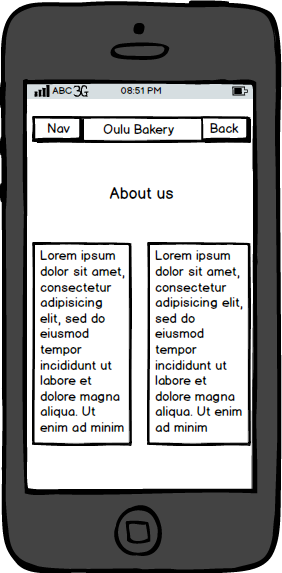 ABC 3G 08:51 PM
Nav Oulu Bakery Back
About us
Lorem ipsum
dolor sit amet,
consectetur
adipisicing
elit, sed do
eiusmod
tempor
incididunt ut
labore et
dolore magna
aliqua. Ut
enim ad minim
Lorem ipsum
dolor sit amet,
consectetur
adipisicing elit,
sed do
eiusmod
tempor
incididunt ut
labore et
dolore magna
aliqua. Ut enim
ad minim